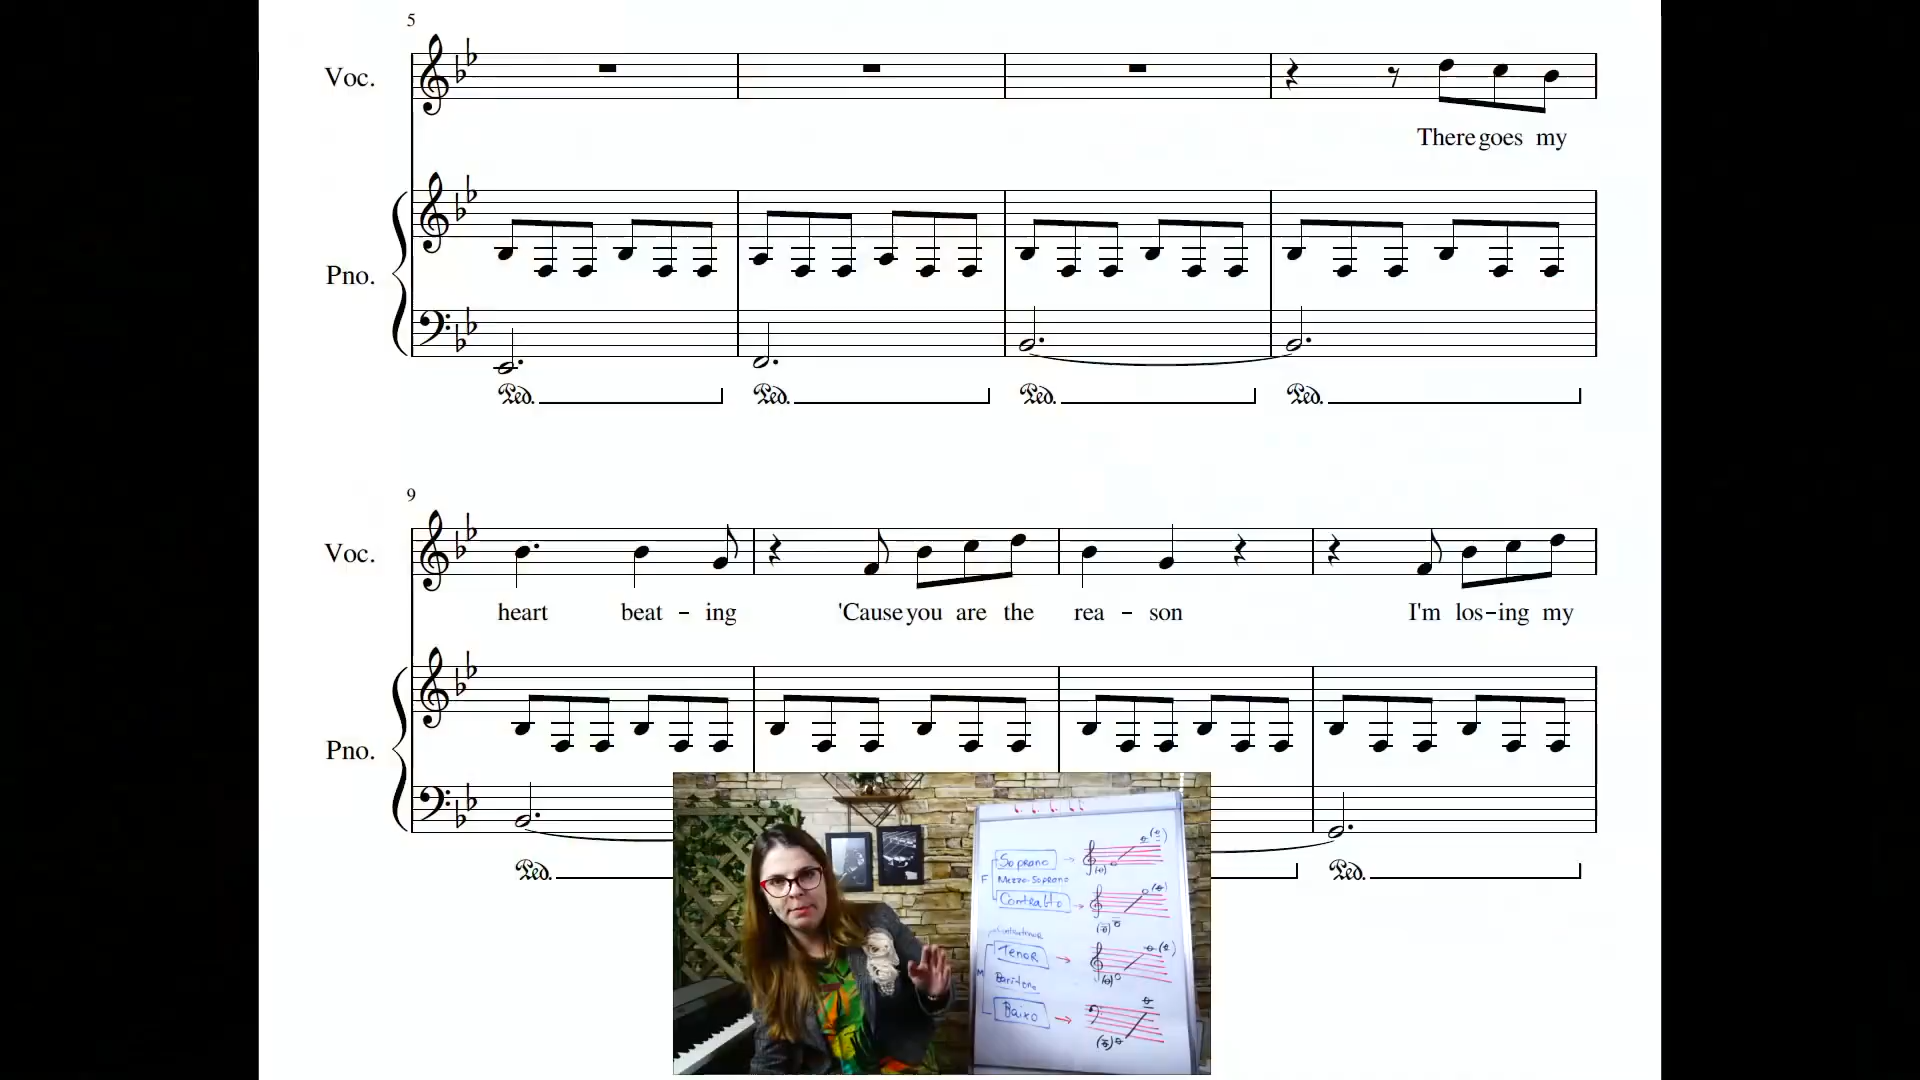 5
Voc.
There goes my
Pno.
Ped. Ped. Ped. Ped.
9
Voc.
heart beat - ing 'Cause you are the rea - son I'm los - ing my
Pno.
Ped. Ped.
Soprano
F Mezzo-Soprano
Contralto
Tenor
M Barítono
Baixo